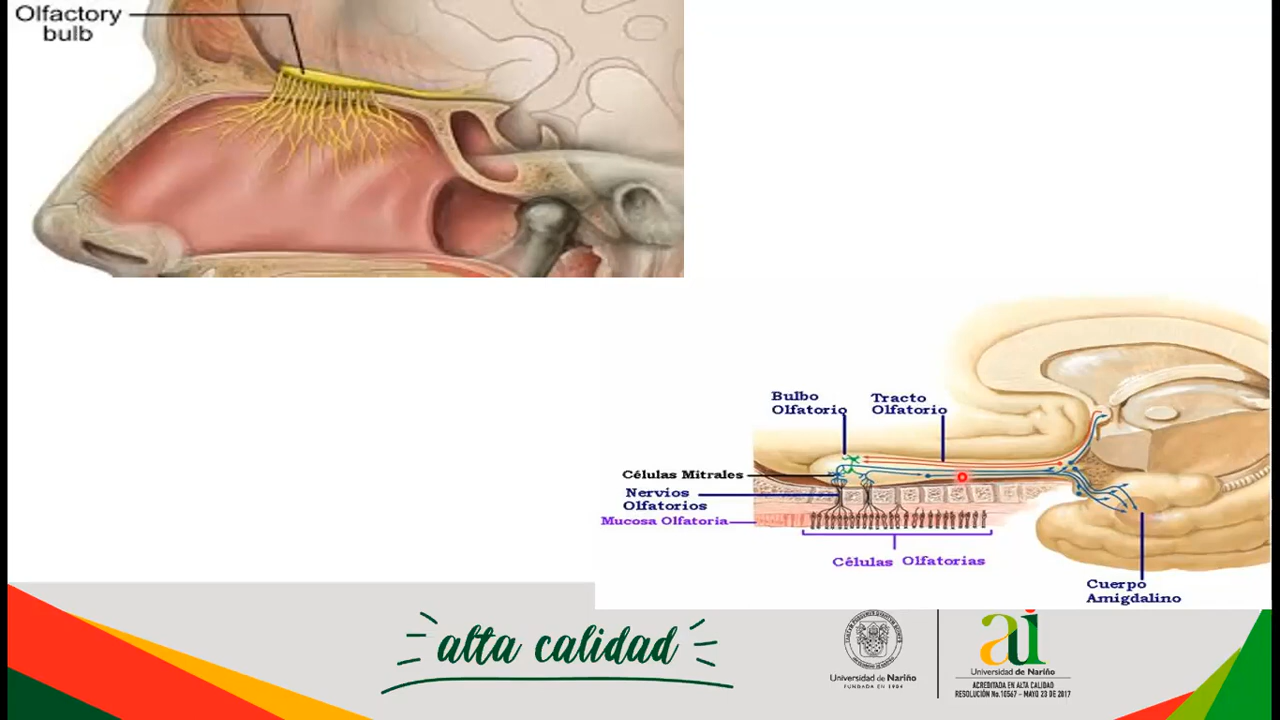 Olfactory
bulb
Bulbo
Olfatorio
Tracto
Olfatorio
Células Mitrales
Nervios
Olfatorios
Mucosa Olfatoria
Células Olfatorias
Cuerpo
Amigdalino
alta calidad
Universidad de Nariño
FUNDADA EN 1904
ai
Universidad de Nariño
ACREDITADA EN ALTA CALIDAD
RESOLUCIÓN No.10567 - MAYO 23 DE 2017